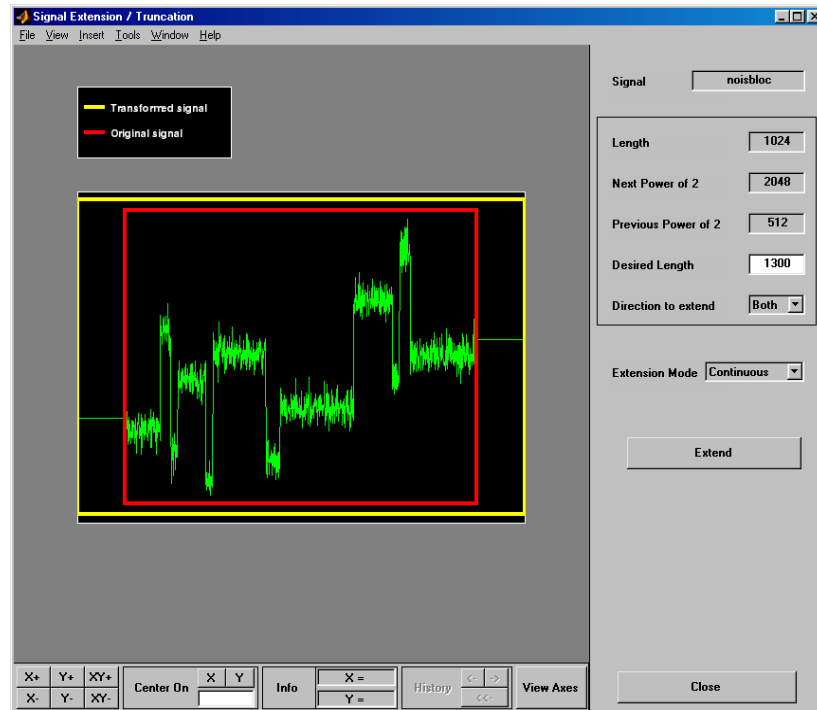 Signal Extension / Truncation
File View Insert Tools Window Help
Transformed signal
Original signal
Signal noisbloc
Length 1024
Next Power of 2 2048
Previous Power of 2 512
Desired Length 1300
Direction to extend Both
Extension Mode Continuous
Extend
X+ Y+ XY+
X- Y- XY-
Center On X Y
Info X =
Y =
History <- ->
<<-
View Axes
Close